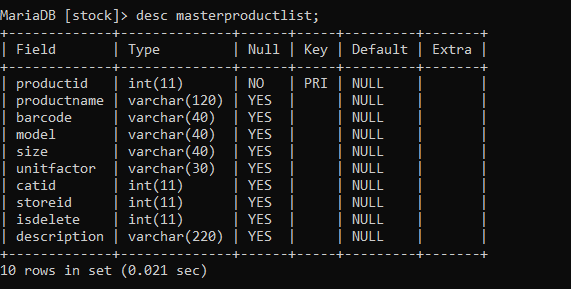 MariaDB [stock]> desc masterproductlist;
+-------------+--------------+------+-----+---------+-------+
| Field       | Type         | Null | Key | Default | Extra |
+-------------+--------------+------+-----+---------+-------+
| productid   | int(11)      | NO   | PRI | NULL    |       |
| productname | varchar(120) | YES  |     | NULL    |       |
| barcode     | varchar(40)  | YES  |     | NULL    |       |
| model       | varchar(40)  | YES  |     | NULL    |       |
| size        | varchar(40)  | YES  |     | NULL    |       |
| unitfactor  | varchar(30)  | YES  |     | NULL    |       |
| catid       | int(11)      | YES  |     | NULL    |       |
| storeid     | int(11)      | YES  |     | NULL    |       |
| isdelete    | int(11)      | YES  |     | NULL    |       |
| description | varchar(220) | YES  |     | NULL    |       |
+-------------+--------------+------+-----+---------+-------+
10 rows in set (0.021 sec)